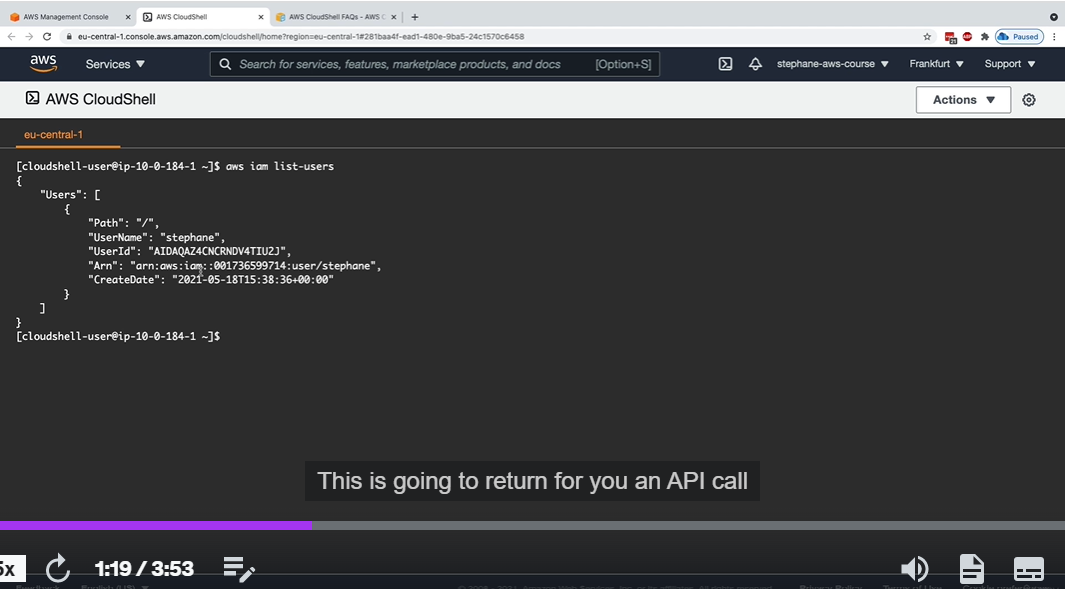 AWS Management Console
AWS CloudShell
AWS CloudShell FAQs - AWS C
eu-central-1.console.aws.amazon.com/cloudshell/home?region=eu-central-1#281baa4f-ead1-480e-9ba5-24c1570c6458
21
ABP
Paused
aws
Services
Search for services, features, marketplace products, and docs
[Option+S]
stephane-aws-course
Frankfurt
Support
AWS CloudShell
Actions
eu-central-1
[cloudshell-user@ip-10-0-184-1 ~]$ aws iam list-users
{
"Users": [
{
"Path": "/",
"UserName": "stephane",
"UserId": "AIDAQAZ4CNCRNDV4TIU2J",
"Arn": "arn:aws:iam::001736599714:user/stephane",
"CreateDate": "2021-05-18T15:38:36+00:00"
}
]
}
[cloudshell-user@ip-10-0-184-1 ~]$
This is going to return for you an API call
5x
1:19 / 3:53